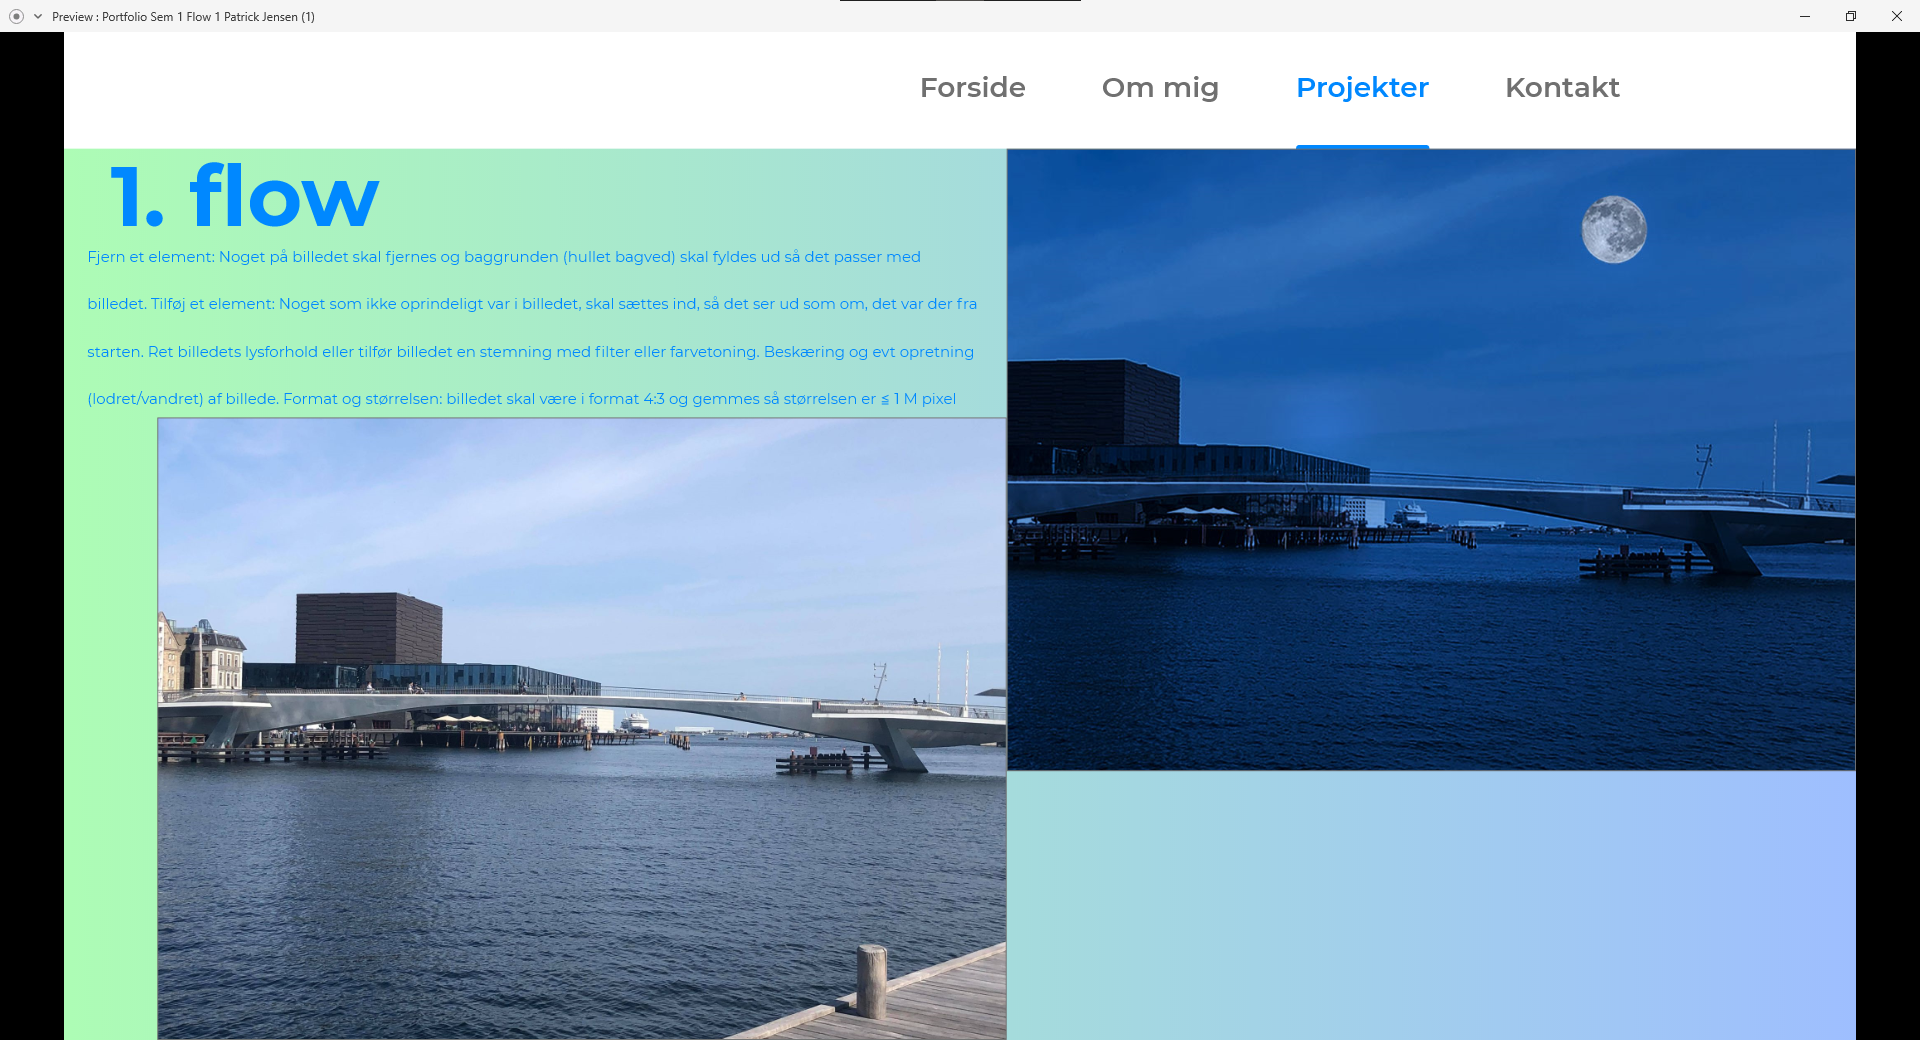 Preview : Portfolio Sem 1 Flow 1 Patrick Jensen (1)
Forside Om mig Projekter Kontakt
1. flow
Fjern et element: Noget på billedet skal fjernes og baggrunden (hullet bagved) skal fyldes ud så det passer med
billedet. Tilføj et element: Noget som ikke oprindeligt var i billedet, skal sættes ind, så det ser ud som om, det var der fra
starten. Ret billedets lysforhold eller tilfør billedet en stemning med filter eller farvetoning. Beskæring og evt opretning
(lodret/vandret) af billede. Format og størrelsen: billedet skal være i format 4:3 og gemmes så størrelsen er ≦ 1 M pixel